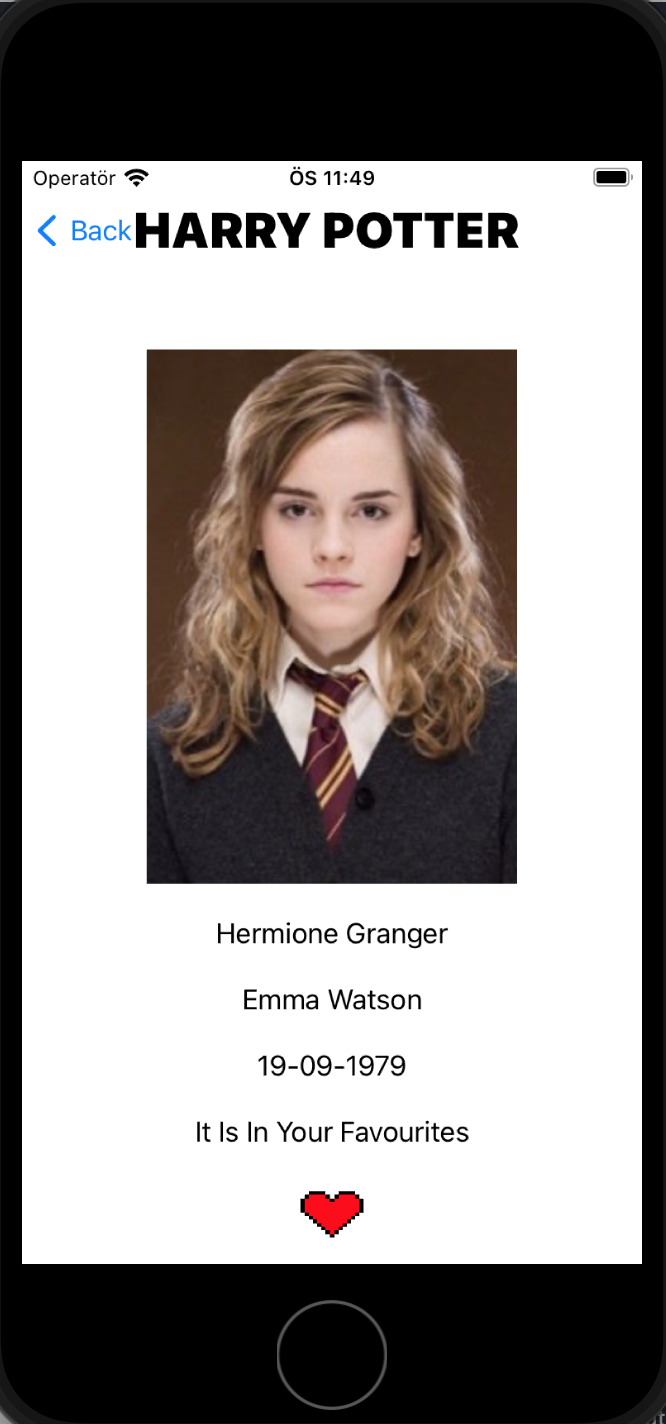 Operatör ÖS 11:49
Back HARRY POTTER
Hermione Granger
Emma Watson
19-09-1979
It Is In Your Favourites